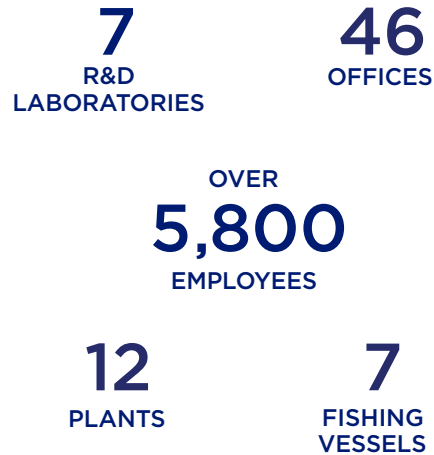 7
R&D
LABORATORIES
46
OFFICES
OVER
5,800
EMPLOYEES
12
PLANTS
7
FISHING
VESSELS